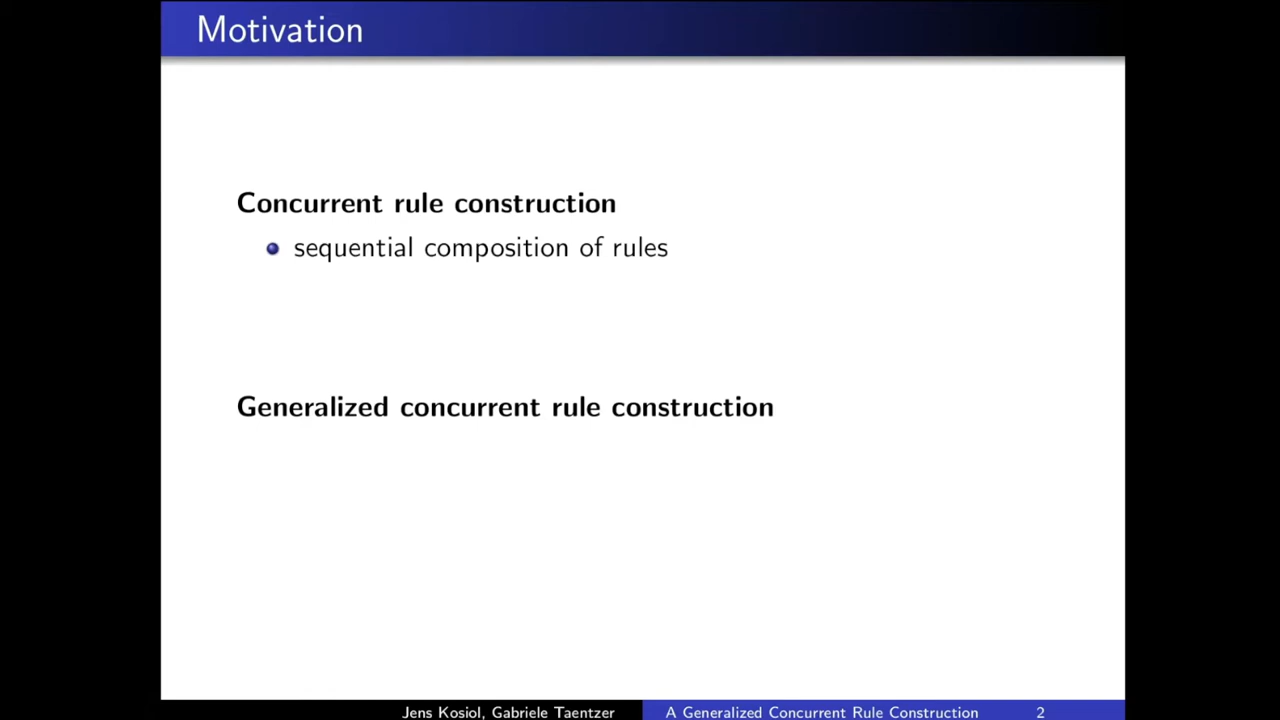 Motivation
Concurrent rule construction
sequential composition of rules
Generalized concurrent rule construction
Jens Kosiol, Gabriele Taentzer A Generalized Concurrent Rule Construction 2